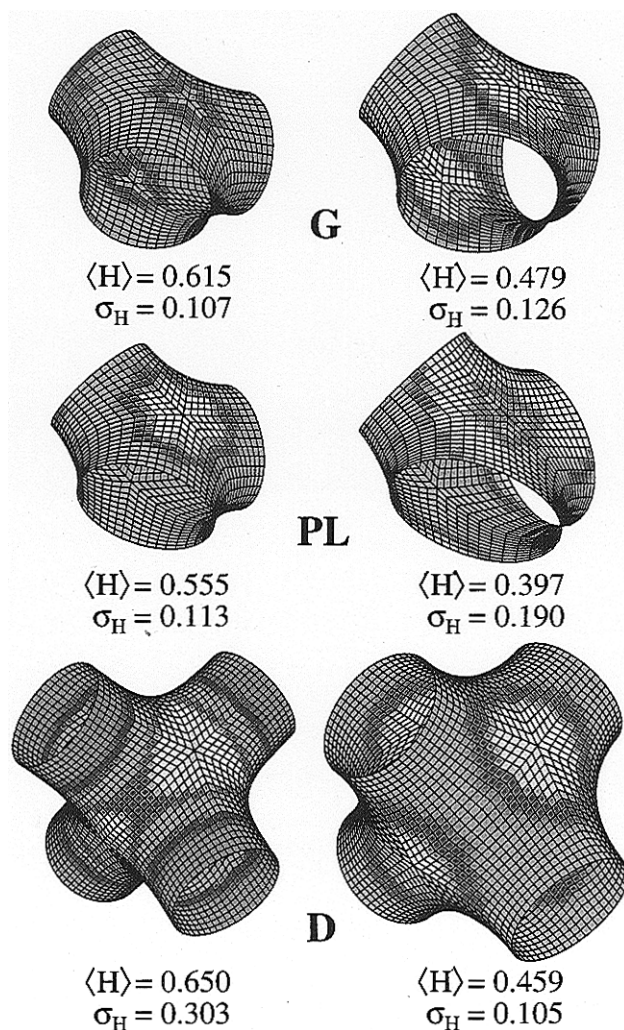 G
⟨H⟩ = 0.615 ⟨H⟩ = 0.479
σH = 0.107 σH = 0.126
PL
⟨H⟩ = 0.555 ⟨H⟩ = 0.397
σH = 0.113 σH = 0.190
D
⟨H⟩ = 0.650 ⟨H⟩ = 0.459
σH = 0.303 σH = 0.105